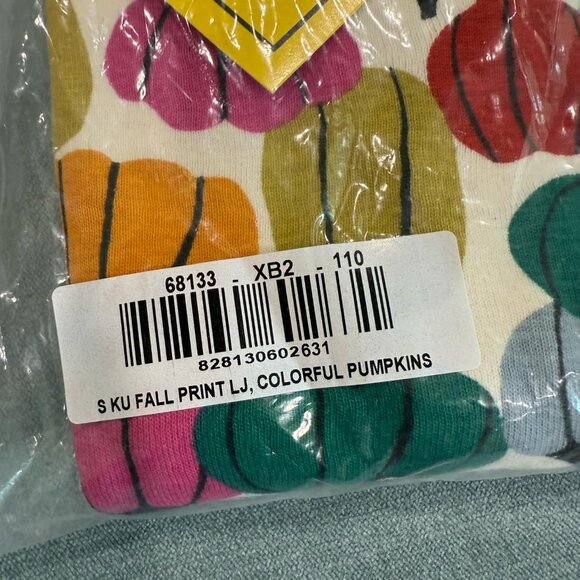 68133 - XB2 - 110
828130602631
S KU FALL PRINT LJ, COLORFUL PUMPKINS